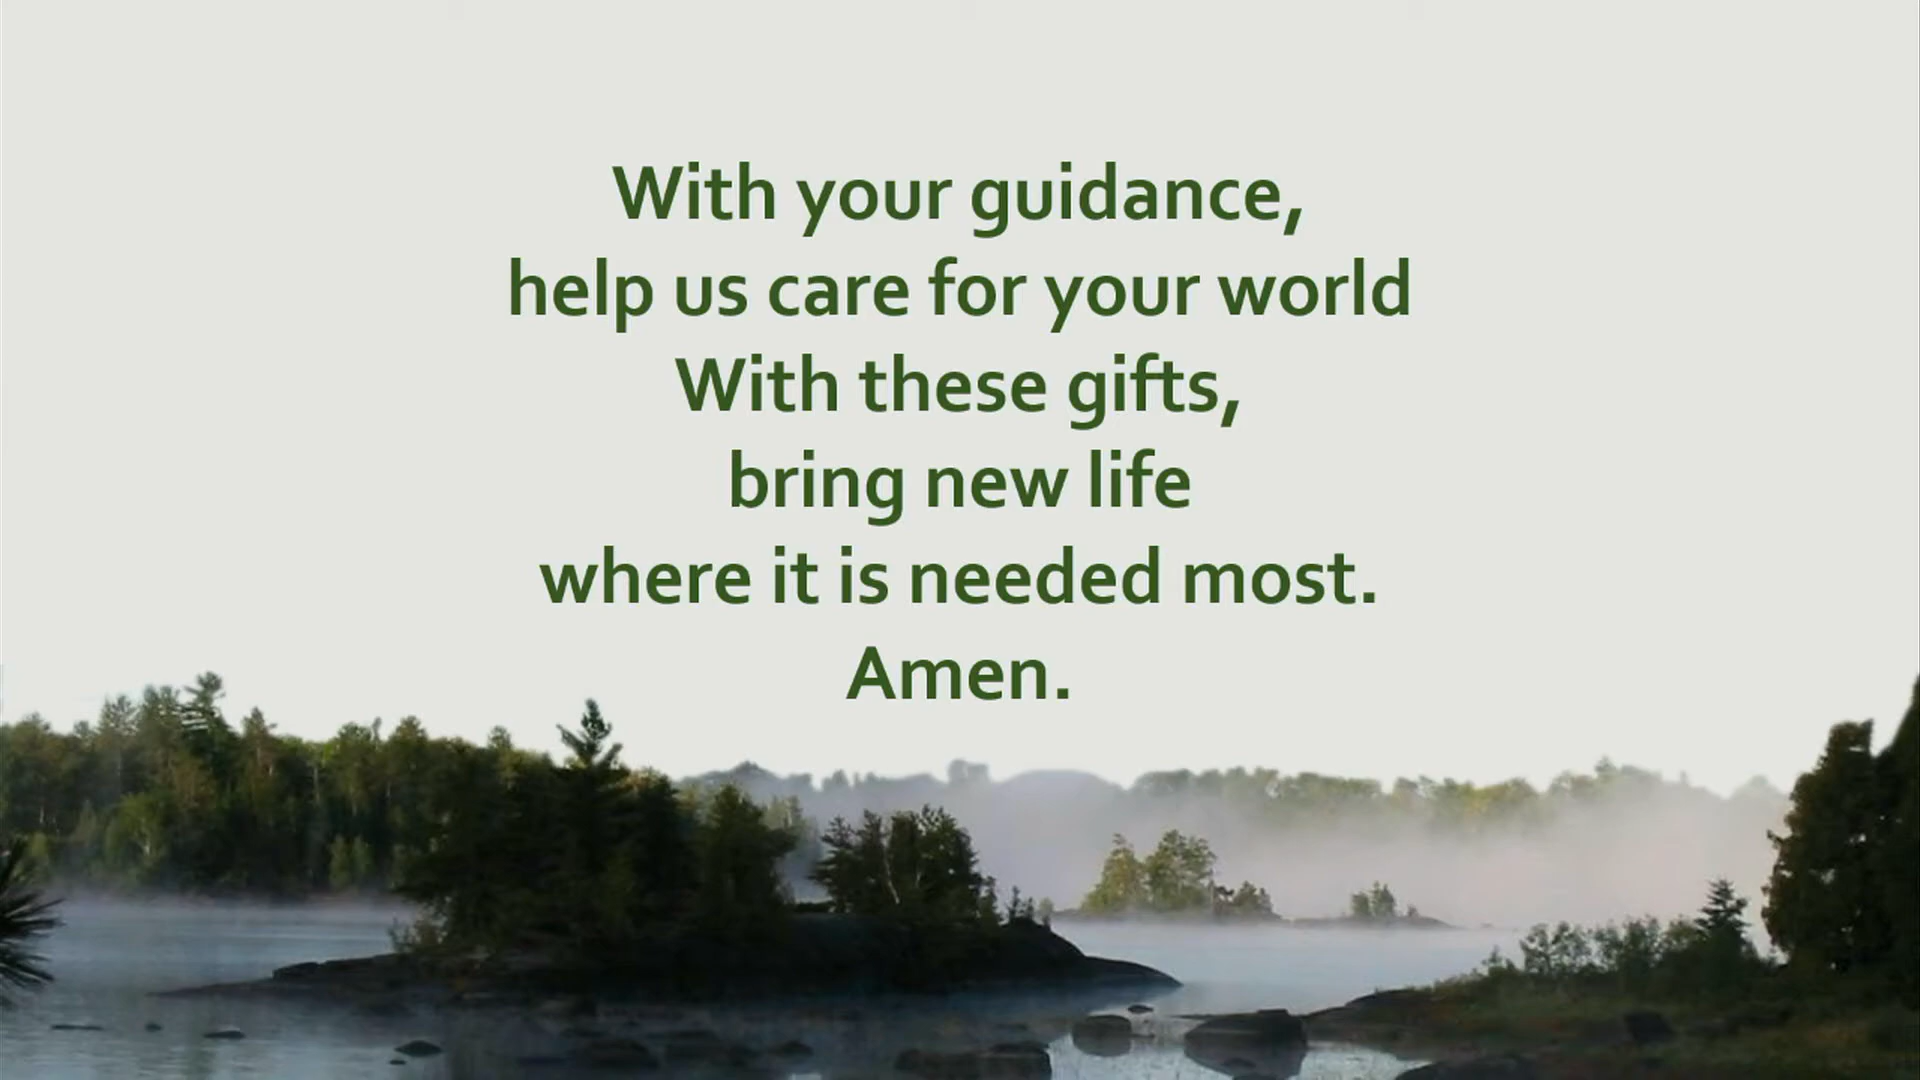 With your guidance,
help us care for your world
With these gifts,
bring new life
where it is needed most.
Amen.